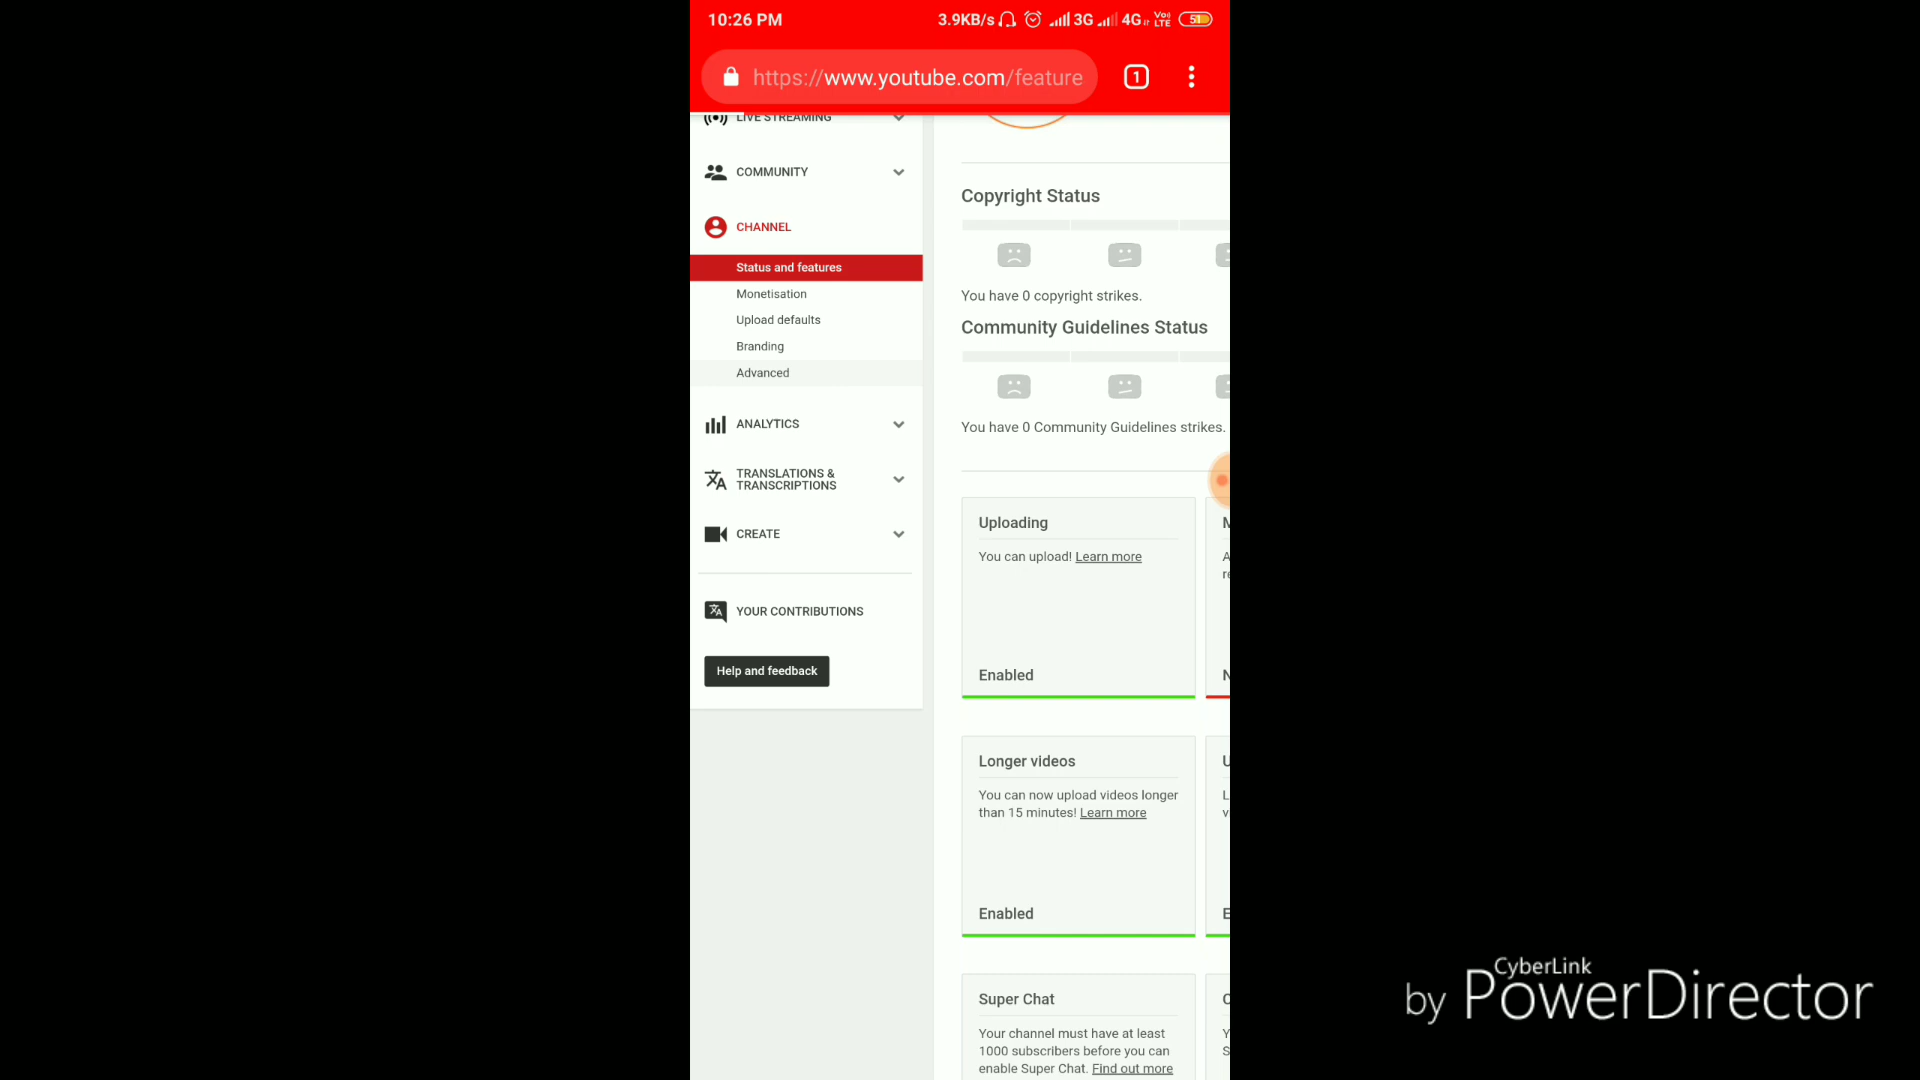 10:26 PM
3.9KB/s 3G 4G Vo LTE 51
https://www.youtube.com/feature
1
LIVE STREAMING
COMMUNITY
CHANNEL
Status and features
Monetisation
Upload defaults
Branding
Advanced
ANALYTICS
TRANSLATIONS &
TRANSCRIPTIONS
CREATE
YOUR CONTRIBUTIONS
Help and feedback
Copyright Status
You have 0 copyright strikes.
Community Guidelines Status
You have 0 Community Guidelines strikes.
Uploading
You can upload! Learn more
Enabled
Longer videos
You can now upload videos longer
than 15 minutes! Learn more
Enabled
Super Chat
Your channel must have at least
1000 subscribers before you can
enable Super Chat. Find out more
by CyberLink
PowerDirector